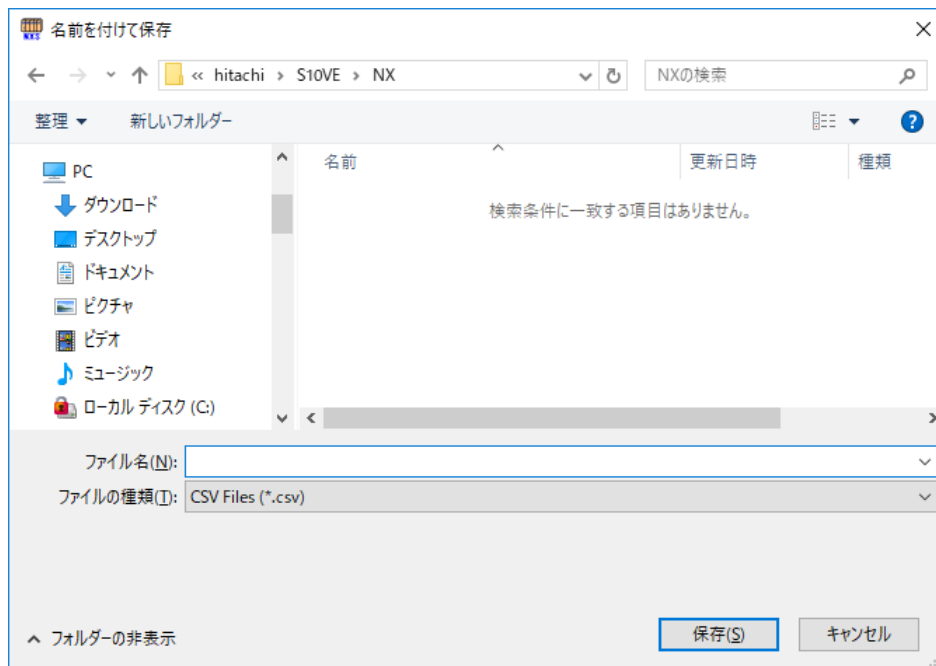 NXS 名前を付けて保存
« hitachi › S10VE › NX NXの検索
整理 新しいフォルダー ?
PC 名前 更新日時 種類
ダウンロード 検索条件に一致する項目はありません。
デスクトップ
ドキュメント
ピクチャ
ビデオ
ミュージック
ローカル ディスク (C:)
ファイル名(N):
ファイルの種類(T): CSV Files (*.csv)
フォルダーの非表示 保存(S) キャンセル